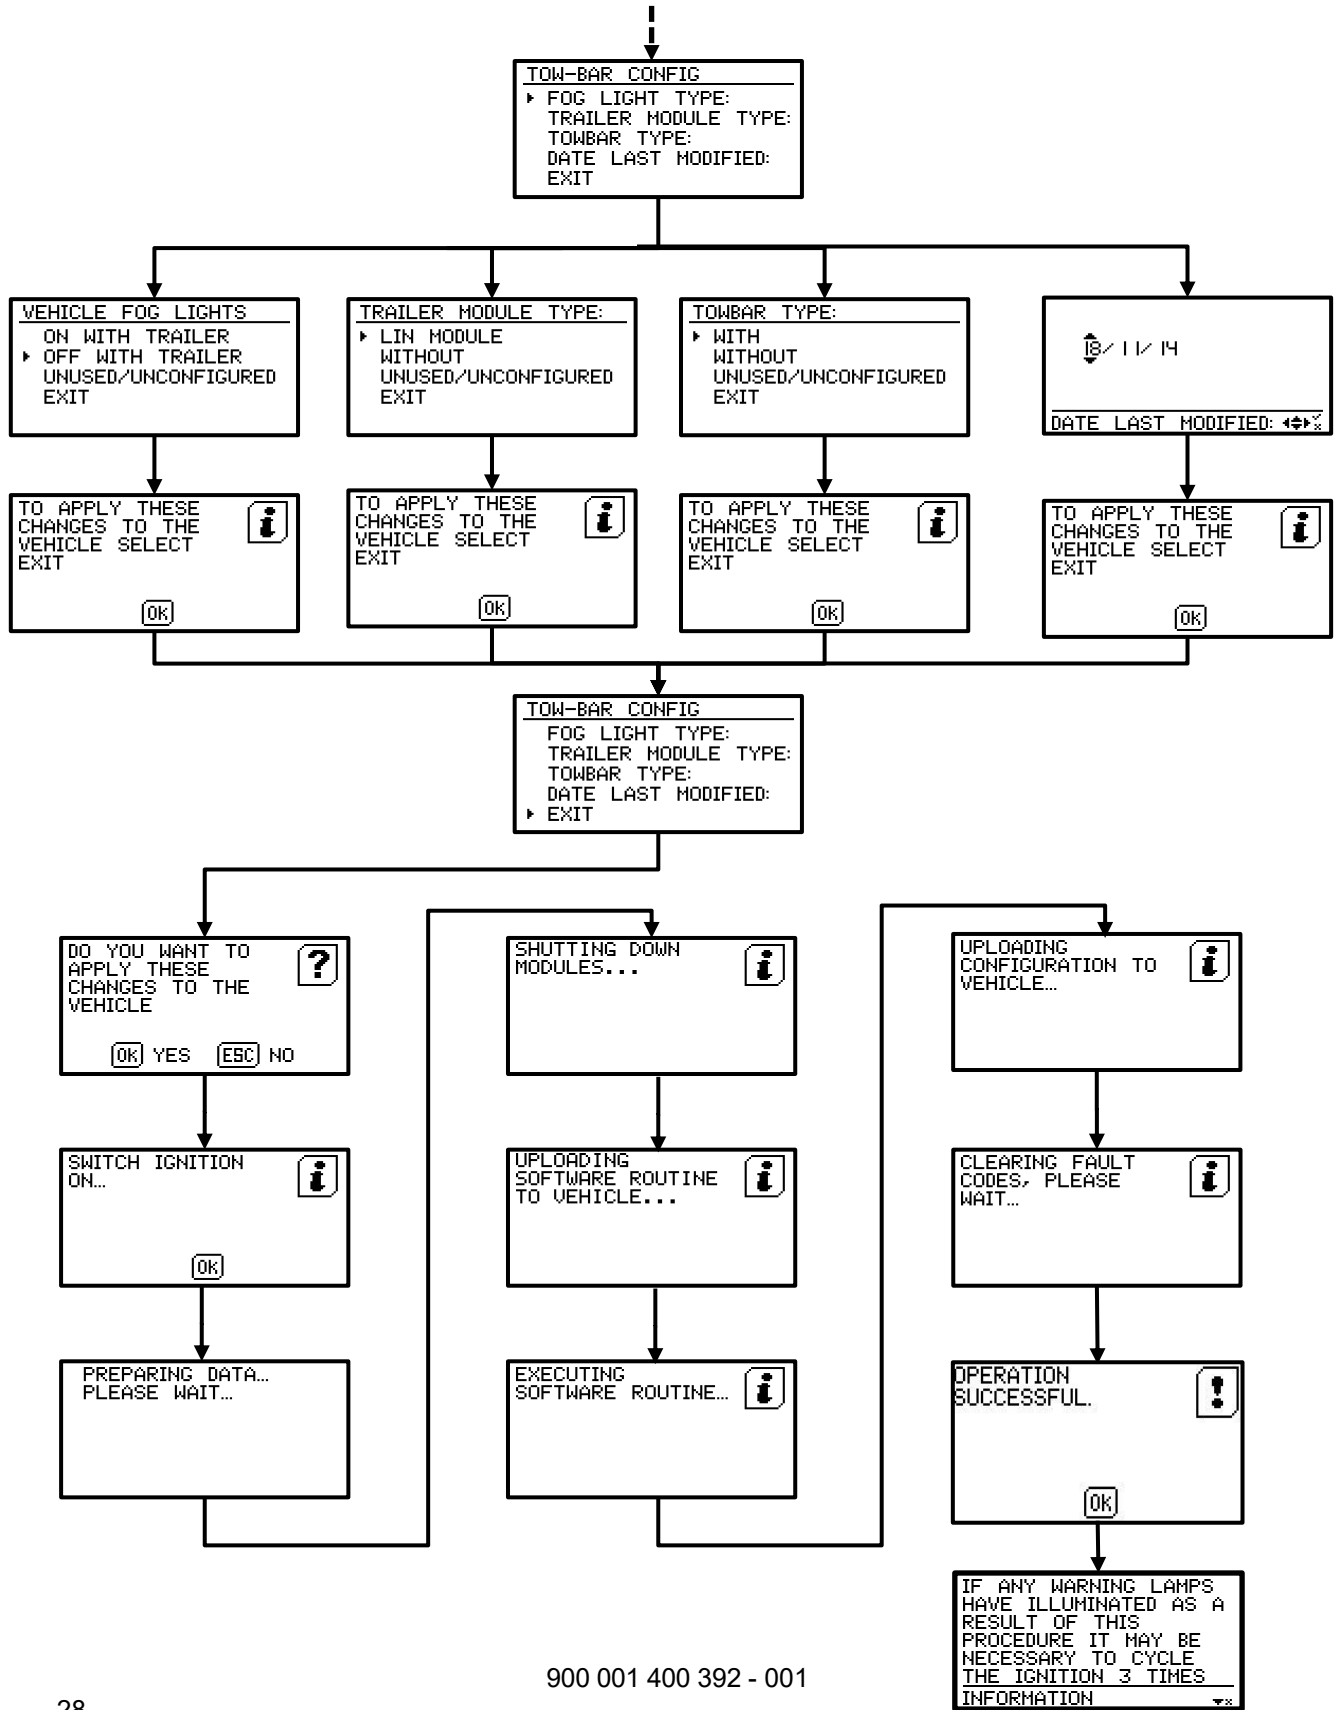 TOW-BAR CONFIG
FOG LIGHT TYPE:
TRAILER MODULE TYPE:
TOWBAR TYPE:
DATE LAST MODIFIED:
EXIT
VEHICLE FOG LIGHTS
ON WITH TRAILER
OFF WITH TRAILER
UNUSED/UNCONFIGURED
EXIT
TRAILER MODULE TYPE:
LIN MODULE
WITHOUT
UNUSED/UNCONFIGURED
EXIT
TOWBAR TYPE:
WITH
WITHOUT
UNUSED/UNCONFIGURED
EXIT
18/11/14
DATE LAST MODIFIED:
TO APPLY THESE
CHANGES TO THE
VEHICLE SELECT
EXIT
OK
TO APPLY THESE
CHANGES TO THE
VEHICLE SELECT
EXIT
OK
TO APPLY THESE
CHANGES TO THE
VEHICLE SELECT
EXIT
OK
TO APPLY THESE
CHANGES TO THE
VEHICLE SELECT
EXIT
OK
TOW-BAR CONFIG
FOG LIGHT TYPE:
TRAILER MODULE TYPE:
TOWBAR TYPE:
DATE LAST MODIFIED:
EXIT
DO YOU WANT TO
APPLY THESE
CHANGES TO THE
VEHICLE
OK YES ESC NO
SWITCH IGNITION
ON...
OK
PREPARING DATA...
PLEASE WAIT...
SHUTTING DOWN
MODULES...
UPLOADING
SOFTWARE ROUTINE
TO VEHICLE...
EXECUTING
SOFTWARE ROUTINE...
UPLOADING
CONFIGURATION TO
VEHICLE...
CLEARING FAULT
CODES, PLEASE
WAIT...
OPERATION
SUCCESSFUL.
OK
IF ANY WARNING LAMPS
HAVE ILLUMINATED AS A
RESULT OF THIS
PROCEDURE IT MAY BE
NECESSARY TO CYCLE
THE IGNITION 3 TIMES
INFORMATION
900 001 400 392 - 001
28